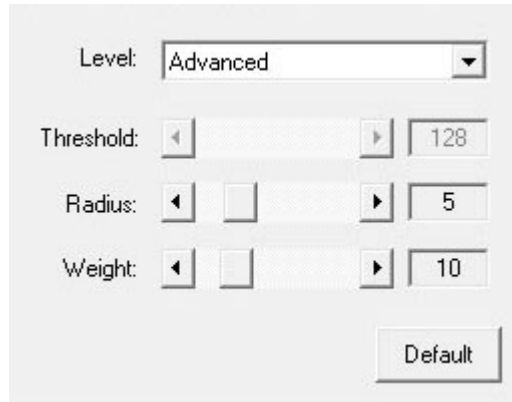 Level: Advanced
Threshold: 128
Radius: 5
Weight: 10
Default